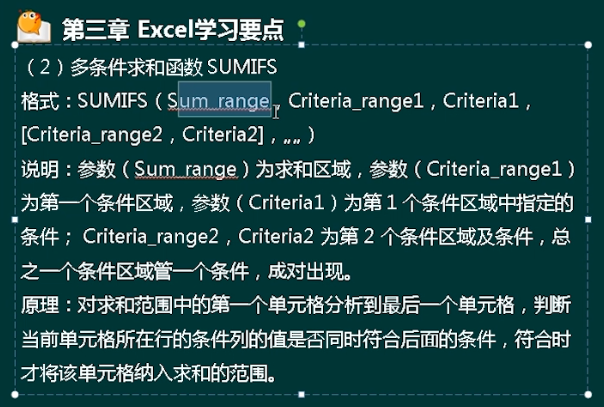 第三章 Excel学习要点
（2）多条件求和函数 SUMIFS
格式：SUMIFS（Sum_range，Criteria_range1，Criteria1，
[Criteria_range2，Criteria2]，„„）
说明：参数（Sum_range）为求和区域，参数（Criteria_range1）
为第一个条件区域，参数（Criteria1）为第 1 个条件区域中指定的
条件； Criteria_range2，Criteria2 为第 2 个条件区域及条件，总
之一个条件区域管一个条件，成对出现。
原理：对求和范围中的第一个单元格分析到最后一个单元格，判断
当前单元格所在行的条件列的值是否同时符合后面的条件，符合时
才将该单元格纳入求和的范围。